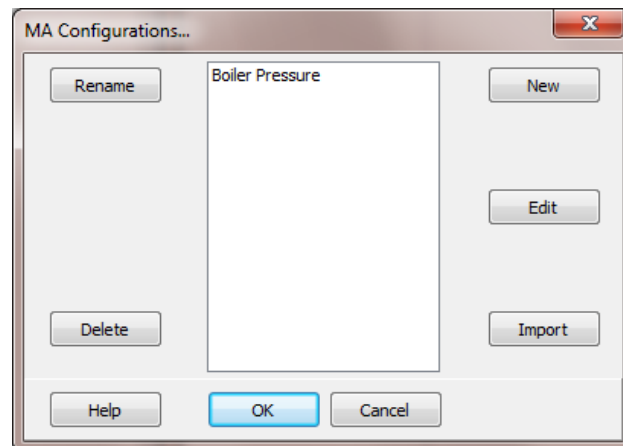 MA Configurations...
Rename
Boiler Pressure
New
Edit
Delete
Import
Help
OK
Cancel